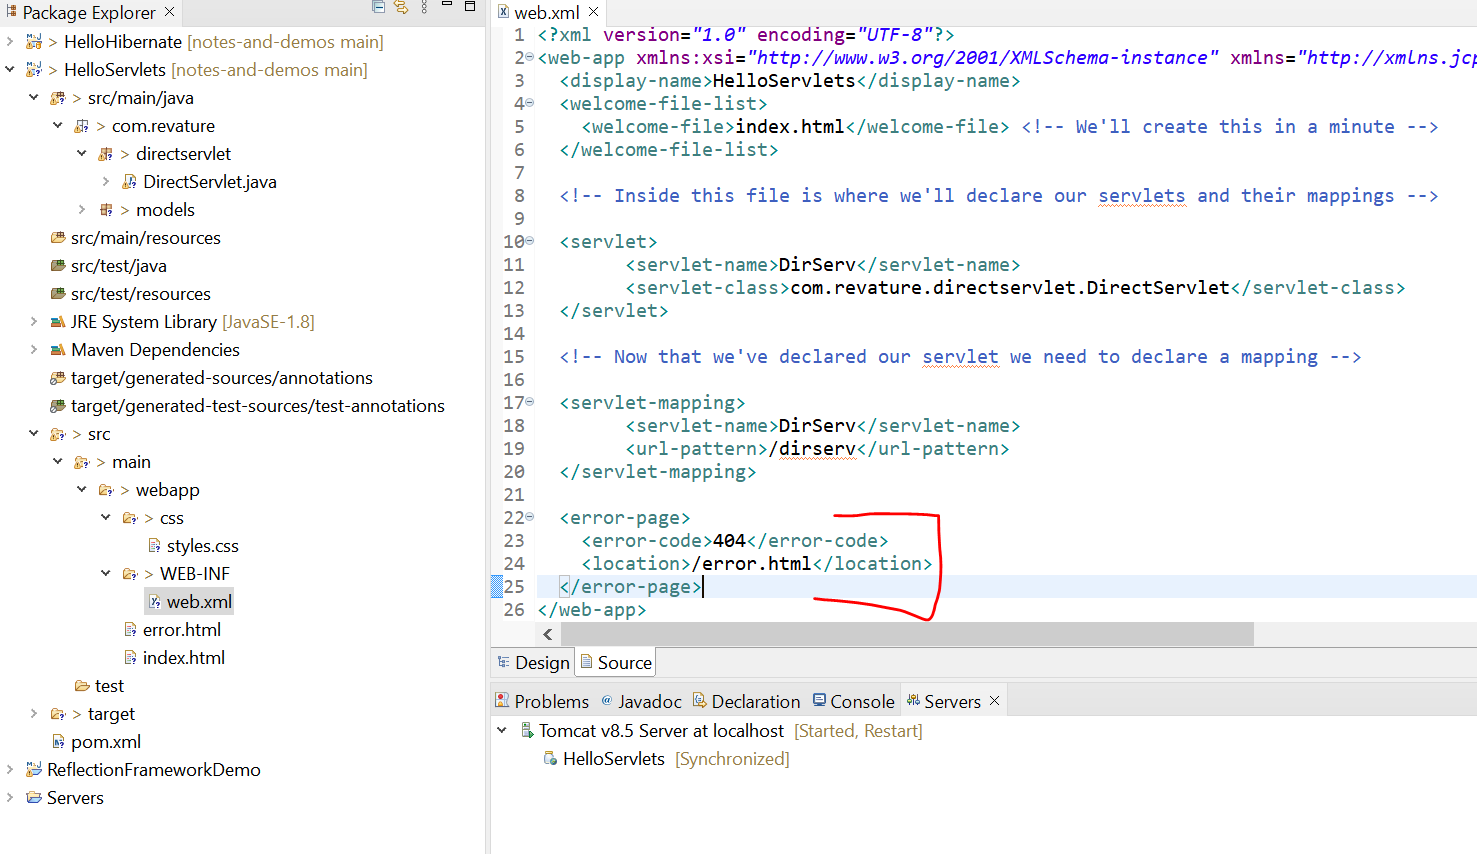 Package Explorer
> HelloHibernate [notes-and-demos main]
> HelloServlets [notes-and-demos main]
> src/main/java
> com.revature
> directservlet
> DirectServlet.java
> models
src/main/resources
src/test/java
src/test/resources
JRE System Library [JavaSE-1.8]
Maven Dependencies
target/generated-sources/annotations
target/generated-test-sources/test-annotations
> src
> main
> webapp
> css
styles.css
> WEB-INF
web.xml
error.html
index.html
test
> target
pom.xml
ReflectionFrameworkDemo
Servers
web.xml
1 <?xml version="1.0" encoding="UTF-8"?>
2 <web-app xmlns:xsi="http://www.w3.org/2001/XMLSchema-instance" xmlns="http://xmlns.jcp
3 <display-name>HelloServlets</display-name>
4 <welcome-file-list>
5 <welcome-file>index.html</welcome-file> <!-- We'll create this in a minute -->
6 </welcome-file-list>
7
8 <!-- Inside this file is where we'll declare our servlets and their mappings -->
9
10 <servlet>
11 <servlet-name>DirServ</servlet-name>
12 <servlet-class>com.revature.directservlet.DirectServlet</servlet-class>
13 </servlet>
14
15 <!-- Now that we've declared our servlet we need to declare a mapping -->
16
17 <servlet-mapping>
18 <servlet-name>DirServ</servlet-name>
19 <url-pattern>/dirserv</url-pattern>
20 </servlet-mapping>
21
22 <error-page>
23 <error-code>404</error-code>
24 <location>/error.html</location>
25 </error-page>
26 </web-app>
Design Source
Problems @ Javadoc Declaration Console Servers
Tomcat v8.5 Server at localhost [Started, Restart]
HelloServlets [Synchronized]